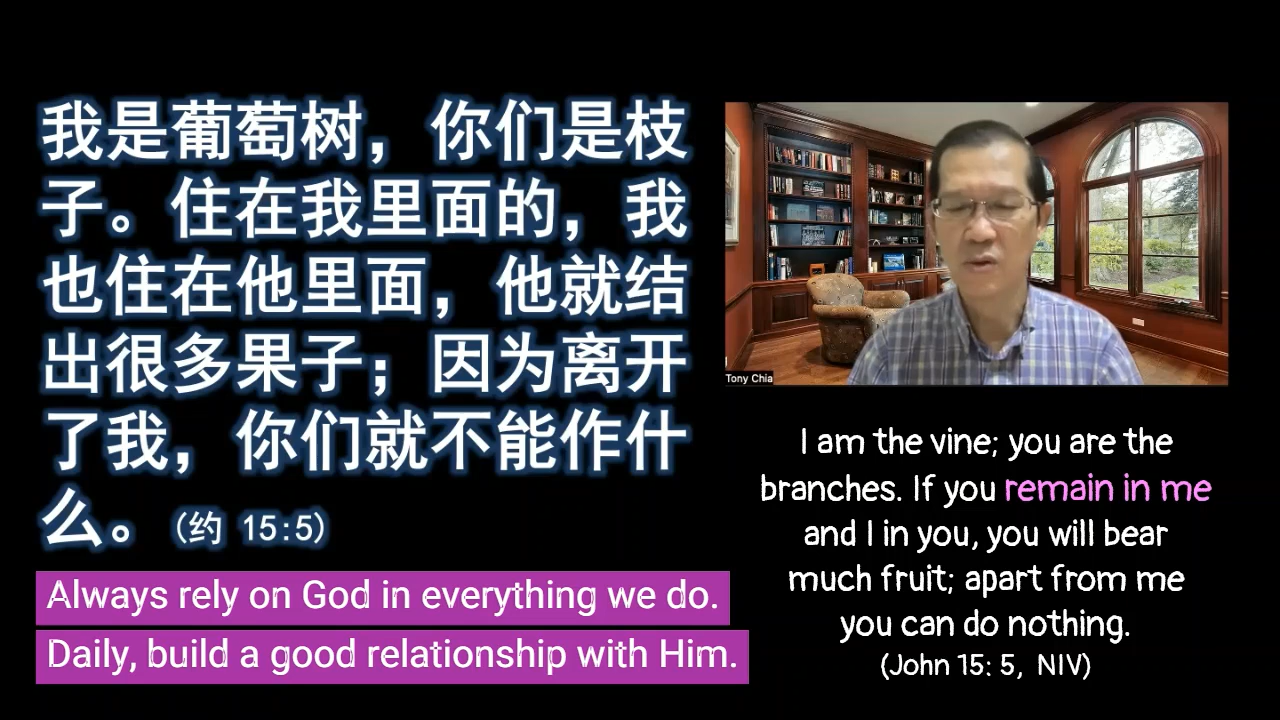 我是葡萄树，你们是枝
子。住在我里面的，我
也住在他里面，他就结
出很多果子；因为离开
了我，你们就不能作什
么。(约 15:5)
Always rely on God in everything we do.
Daily, build a good relationship with Him.
Tony Chia
I am the vine; you are the
branches. If you remain in me
and I in you, you will bear
much fruit; apart from me
you can do nothing.
(John 15: 5, NIV)